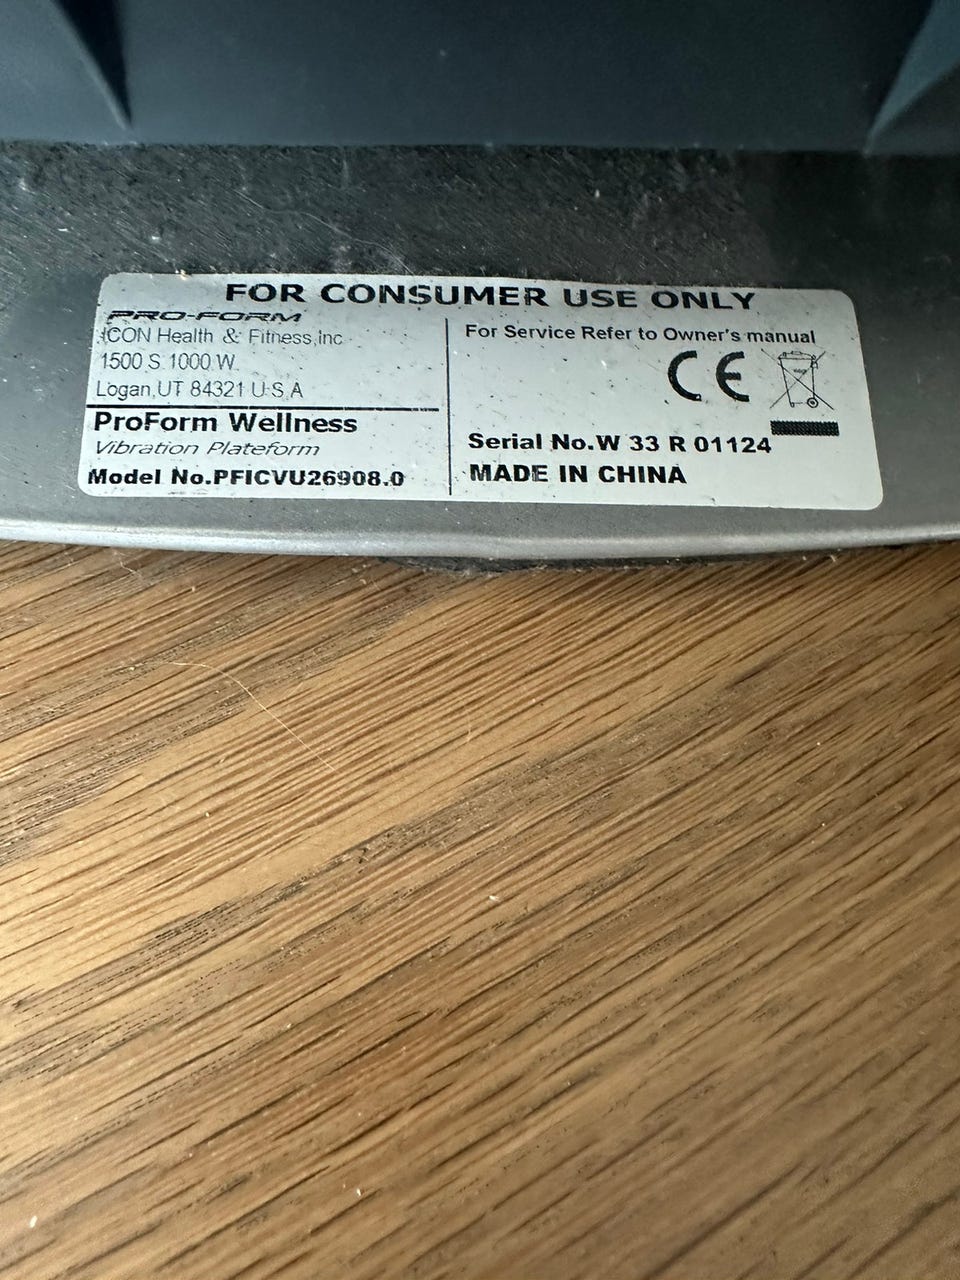 FOR CONSUMER USE ONLY
PRO-FORM
ICON Health & Fitness,inc
1500 S 1000 W
Logan,UT 84321 U S A
ProForm Wellness
Vibration Plateform
Model No.PFICVU26908.0
For Service Refer to Owner's manual
CE
Serial No.W 33 R 01124
MADE IN CHINA